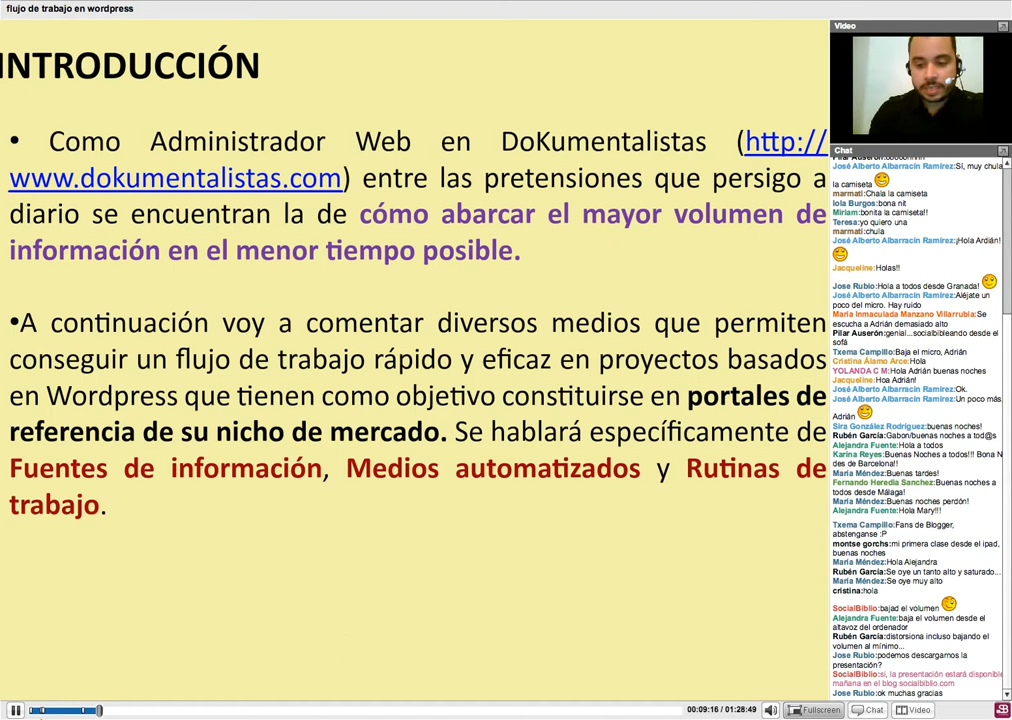 flujo de trabajo en wordpress
INTRODUCCIÓN
• Como Administrador Web en DoKumentalistas (http://
www.dokumentalistas.com) entre las pretensiones que persigo a
diario se encuentran la de cómo abarcar el mayor volumen de
información en el menor tiempo posible.
•A continuación voy a comentar diversos medios que permiten
conseguir un flujo de trabajo rápido y eficaz en proyectos basados
en Wordpress que tienen como objetivo constituirse en portales de
referencia de su nicho de mercado. Se hablará específicamente de
Fuentes de información, Medios automatizados y Rutinas de
trabajo.
Video
Chat
José Alberto Albarracín Ramírez:Sí, muy chula
la camiseta
marmati:Chala la camiseta
lola Burgos:bona nit
Miriam:bonita la camiseta!!
Teresa:yo quiero una
marmati:chula
José Alberto Albarracín Ramírez:¡Hola Ardián!
Jacqueline:Holas!!
Jose Rubio:Hola a todos desde Granada!
José Alberto Albarracín Ramírez:Aléjate un
poco del micro. Hay ruido
María Inmaculada Manzano Villarrubia:Se
escucha a Adrián demasiado alto
Pilar Auserón:genial...socialbibleando desde el
sofá
Txema Campillo:Baja el micro, Adrián
Cristina Álamo Arce:Hola
YOLANDA C M:Hola Adrián buenas noches
Jacqueline:Hoa Adrián!
José Alberto Albarracín Ramírez:Ok.
José Alberto Albarracín Ramírez:Un poco más
Adrián
Sira González Rodríguez:buenas noches!
Rubén García:Gabon/buenas noches a tod@s
Alejandra Fuente:Hola a todos
Karina Reyes:Buenas Noches a todos!!! Bona N
des de Barcelona!!
María Méndez:Buenas tardes!
Fernando Heredia Sanchez:Buenas noches a
todos desde Málaga!
María Méndez:Buenas noches perdón!
Alejandra Fuente:Hola Mary!!!
Txema Campillo:Fans de Blogger,
abstenganse :P
montse gorchs:mi primera clase desde el ipad,
buenas noches
María Méndez:Hola Alejandra
Rubén García:Se oye un tanto alto y saturado...
María Méndez:Se oye muy alto
cristina:hola
SocialBiblio:bajad el volumen
Alejandra Fuente:baja el volumen desde el
altavoz del ordenador
Rubén García:distorsiona incluso bajando el
volumen al mínimo...
Jose Rubio:podemos descargarnos la
presentación?
SocialBiblio:si, la presentación estará disponible
mañana en el blog socialbiblio.com
Jose Rubio:ok muchas gracias
00:09:16 / 01:28:49
Fullscreen
Chat
Video
SB